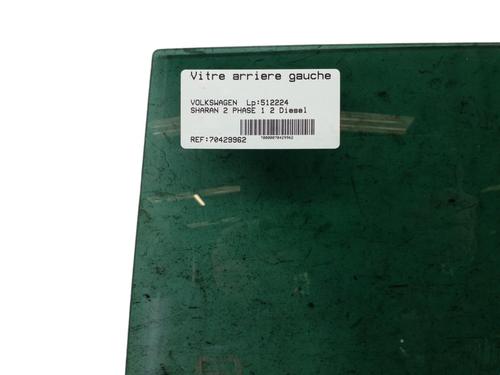 Vitre arriere gauche
VOLKSWAGEN Lp:512224
SHARAN 2 PHASE 1 2 Diesel
REF:70429962